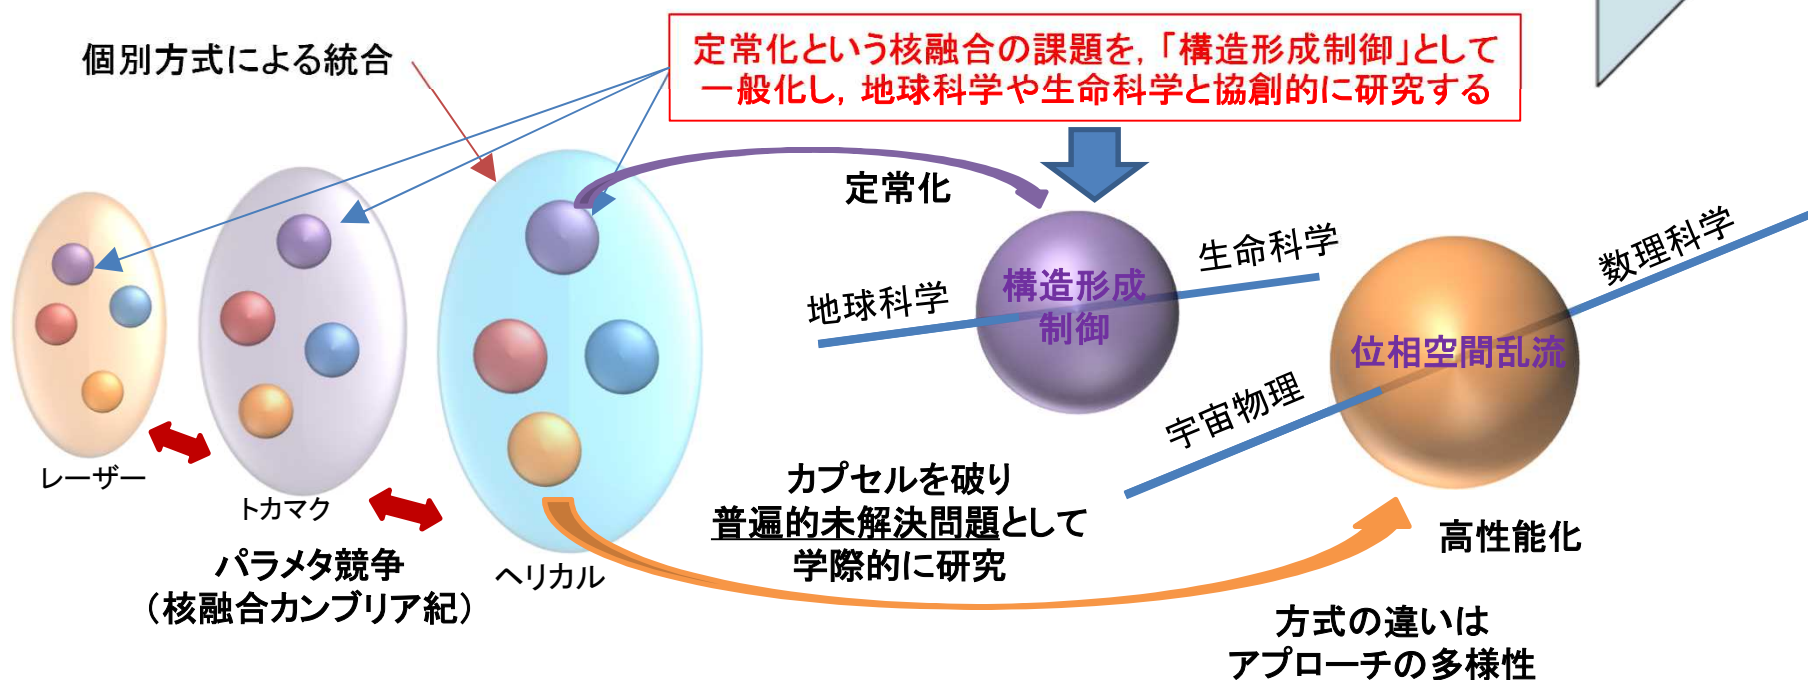 個別方式による統合
定常化という核融合の課題を,「構造形成制御」として
一般化し,地球科学や生命科学と協創的に研究する
定常化
地球科学
構造形成
制御
生命科学
数理科学
位相空間乱流
宇宙物理
レーザー
トカマク
ヘリカル
パラメタ競争
（核融合カンブリア紀）
カプセルを破り
普遍的未解決問題として
学際的に研究
高性能化
方式の違いは
アプローチの多様性